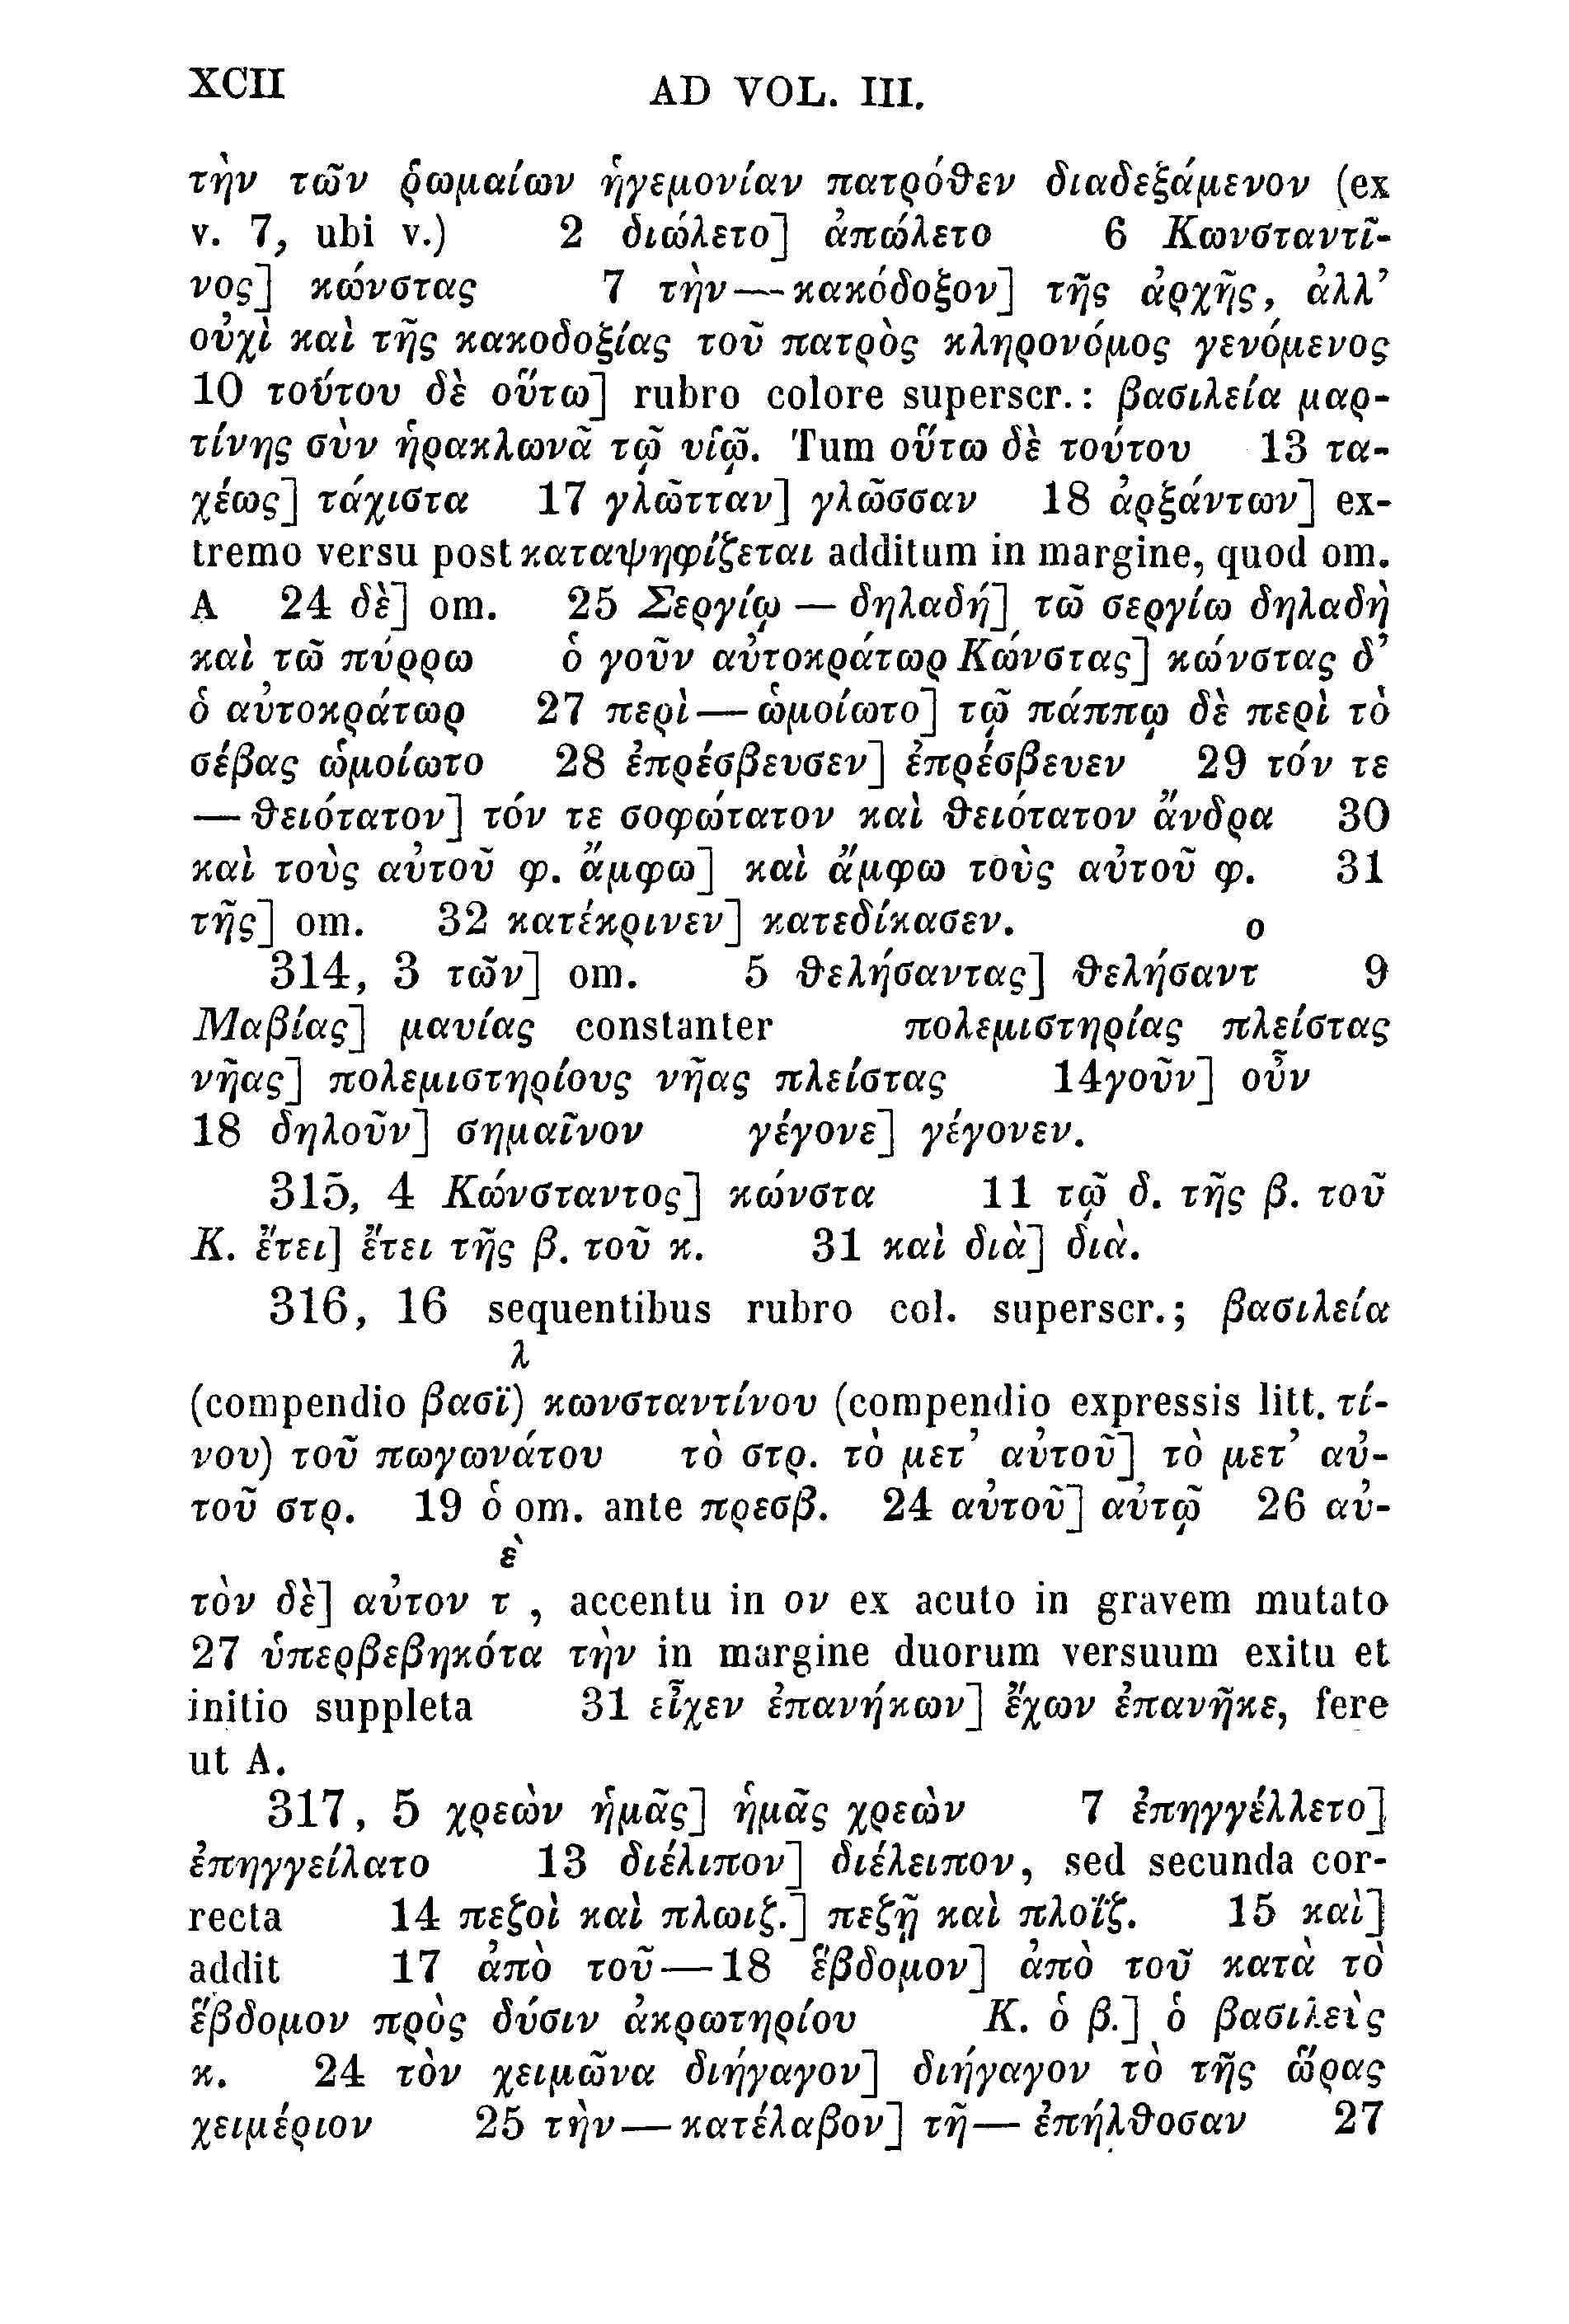 XCII AD VOL. III.
τὴν τῶν ῥωμαίων ἡγεμονίαν πατρόθεν διαδεξάμενον (ex
v. 7, ubi v.) 2 διώλετο] ἀπώλετο 6 Κωνσταντῖ-
νος] κώνστας 7 τὴν — κακόδοξον] τῆς ἀρχῆς, ἀλλ’
οὐχὶ καὶ τῆς κακοδοξίας τοῦ πατρὸς κληρονόμος γενόμενος
10 τούτου δὲ οὕτω] rubro colore superscr.: βασιλεία μαρ-
τίνης σὺν ἡρακλωνᾶ τῷ υἱῷ. Tum οὕτω δὲ τούτου 13 τα-
χέως] τάχιστα 17 γλῶτταν] γλῶσσαν 18 ἀρξάντων] ex-
tremo versu post καταψηφίζεται additum in margine, quod om.
A 24 δὲ] om. 25 Σεργίῳ — δηλαδή] τῶ σεργίω δηλαδὴ
καὶ τῶ πύρρω ὁ γοῦν αὐτοκράτωρ Κώνστας] κώνστας δ’
ὁ αὐτοκράτωρ 27 περὶ — ὡμοίωτο] τῷ πάππῳ δὲ περὶ τὸ
σέβας ὡμοίωτο 28 ἐπρέσβευσεν] ἐπρέσβευεν 29 τόν τε
— θειότατον] τόν τε σοφώτατον καὶ θειότατον ἄνδρα 30
καὶ τοὺς αὐτοῦ φ. ἄμφω] καὶ ἄμφω τοὺς αὐτοῦ φ. 31
τῆς] om. 32 κατέκρινεν] κατεδίκασεν.
ο
314, 3 τῶν] om. 5 θελήσαντας] θελήσαντ 9
Μαβίας] μαυίας constanter πολεμιστηρίας πλείστας
νῆας] πολεμιστηρίους νῆας πλείστας 14 γοῦν] οὖν
18 δηλοῦν] σημαῖνον γέγονε] γέγονεν.
315, 4 Κώνσταντος] κώνστα 11 τῷ δ. τῆς β. τοῦ
Κ. ἔτει] ἔτει τῆς β. τοῦ κ. 31 καὶ διὰ] διὰ.
316, 16 sequentibus rubro col. superscr.; βασιλεία
λ
(compendio βασϊ) κωνσταντίνου (compendio expressis litt. τί-
νου) τοῦ πωγωνάτου τὸ στρ. τὸ μετ’ αὐτοῦ] τὸ μετ’ αὐ-
τοῦ στρ. 19 ὁ om. ante πρεσβ. 24 αὐτοῦ] αὐτῷ 26 αὐ-
ὲ
τὸν δὲ] αὐτον τ , accentu in ον ex acuto in gravem mutato
27 ὑπερβεβηκότα τὴν in margine duorum versuum exitu et
initio suppleta 31 εἶχεν ἐπανήκων] ἔχων ἐπανῆκε, fere
ut A.
317, 5 χρεὼν ἡμᾶς] ἡμᾶς χρεὼν 7 ἐπηγγέλλετο]
ἐπηγγείλατο 13 διέλιπον] διέλειπον, sed secunda cor-
recta 14 πεζοὶ καὶ πλωιζ.] πεζῇ καὶ πλοΐζ. 15 καὶ]
addit 17 ἀπὸ τοῦ — 18 ἕβδομον] ἀπὸ τοῦ κατὰ τὸ
ἕβδομον πρὸς δύσιν ἀκρωτηρίου Κ. ὁ β.] ὁ βασιλεὺς
κ. 24 τὸν χειμῶνα διήγαγον] διήγαγον τὸ τῆς ὥρας
χειμέριον 25 τὴν — κατέλαβον] τῆ — ἐπήλθοσαν 27